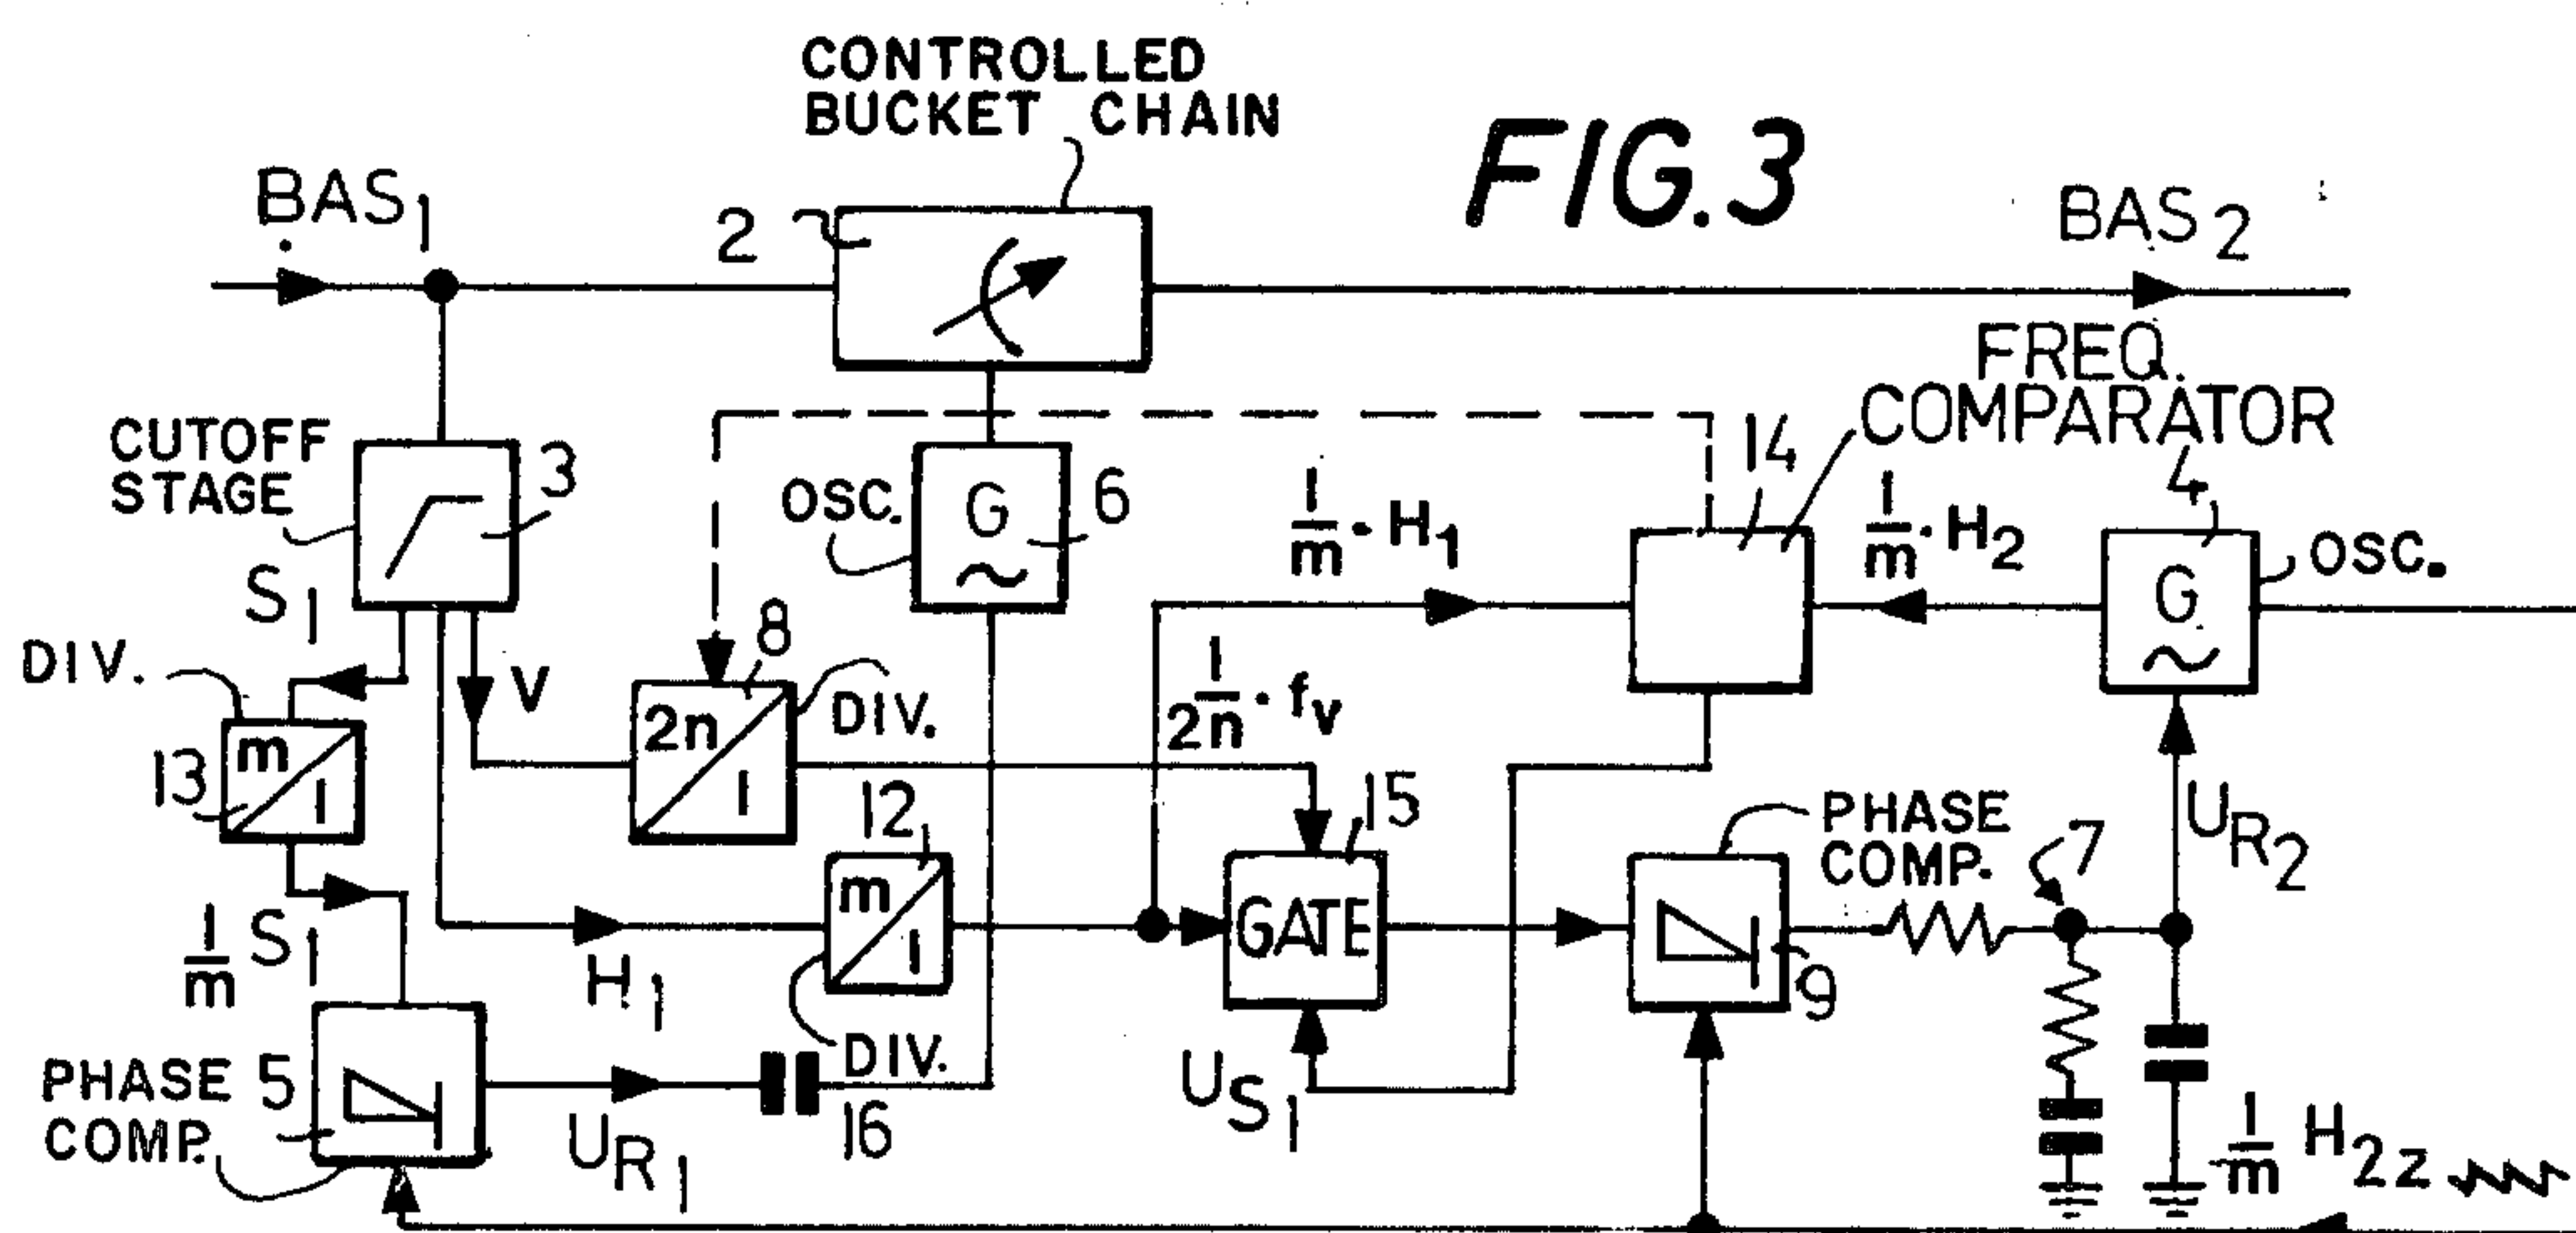 CONTROLLED
BUCKET CHAIN
FIG.3
BAS1
2
BAS2
FREQ.
COMPARATOR
CUTOFF
STAGE
3
OSC.
G
~
6
1/m · H1
14
1/m · H2
4
G
~
OSC.
S1
DIV.
V
8
2n
1
DIV.
1/2n · fv
13
m
1
12
m
1
15
GATE
PHASE
COMP.
7
UR2
1/m S1
H1
DIV.
9
PHASE
COMP.
5
UR1
16
US1
1/m H2z